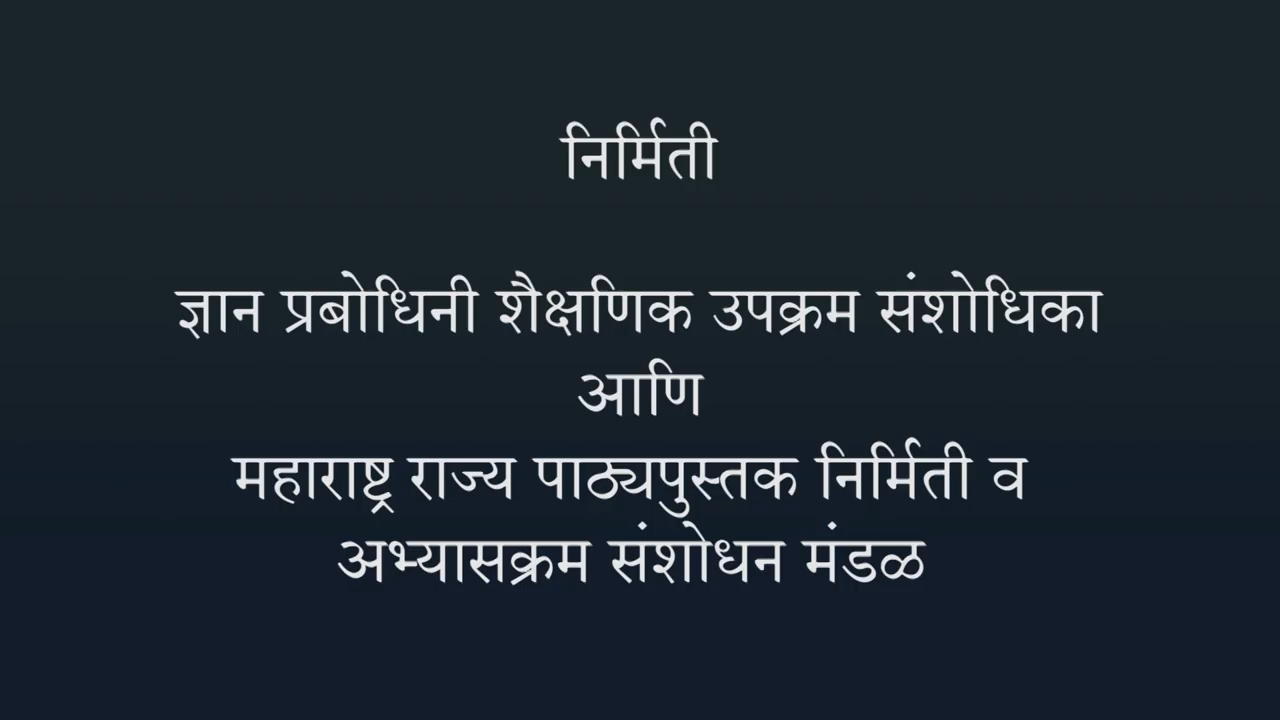 निर्मिती
ज्ञान प्रबोधिनी शैक्षणिक उपक्रम संशोधिका
आणि
महाराष्ट्र राज्य पाठ्यपुस्तक निर्मिती व
अभ्यासक्रम संशोधन मंडळ